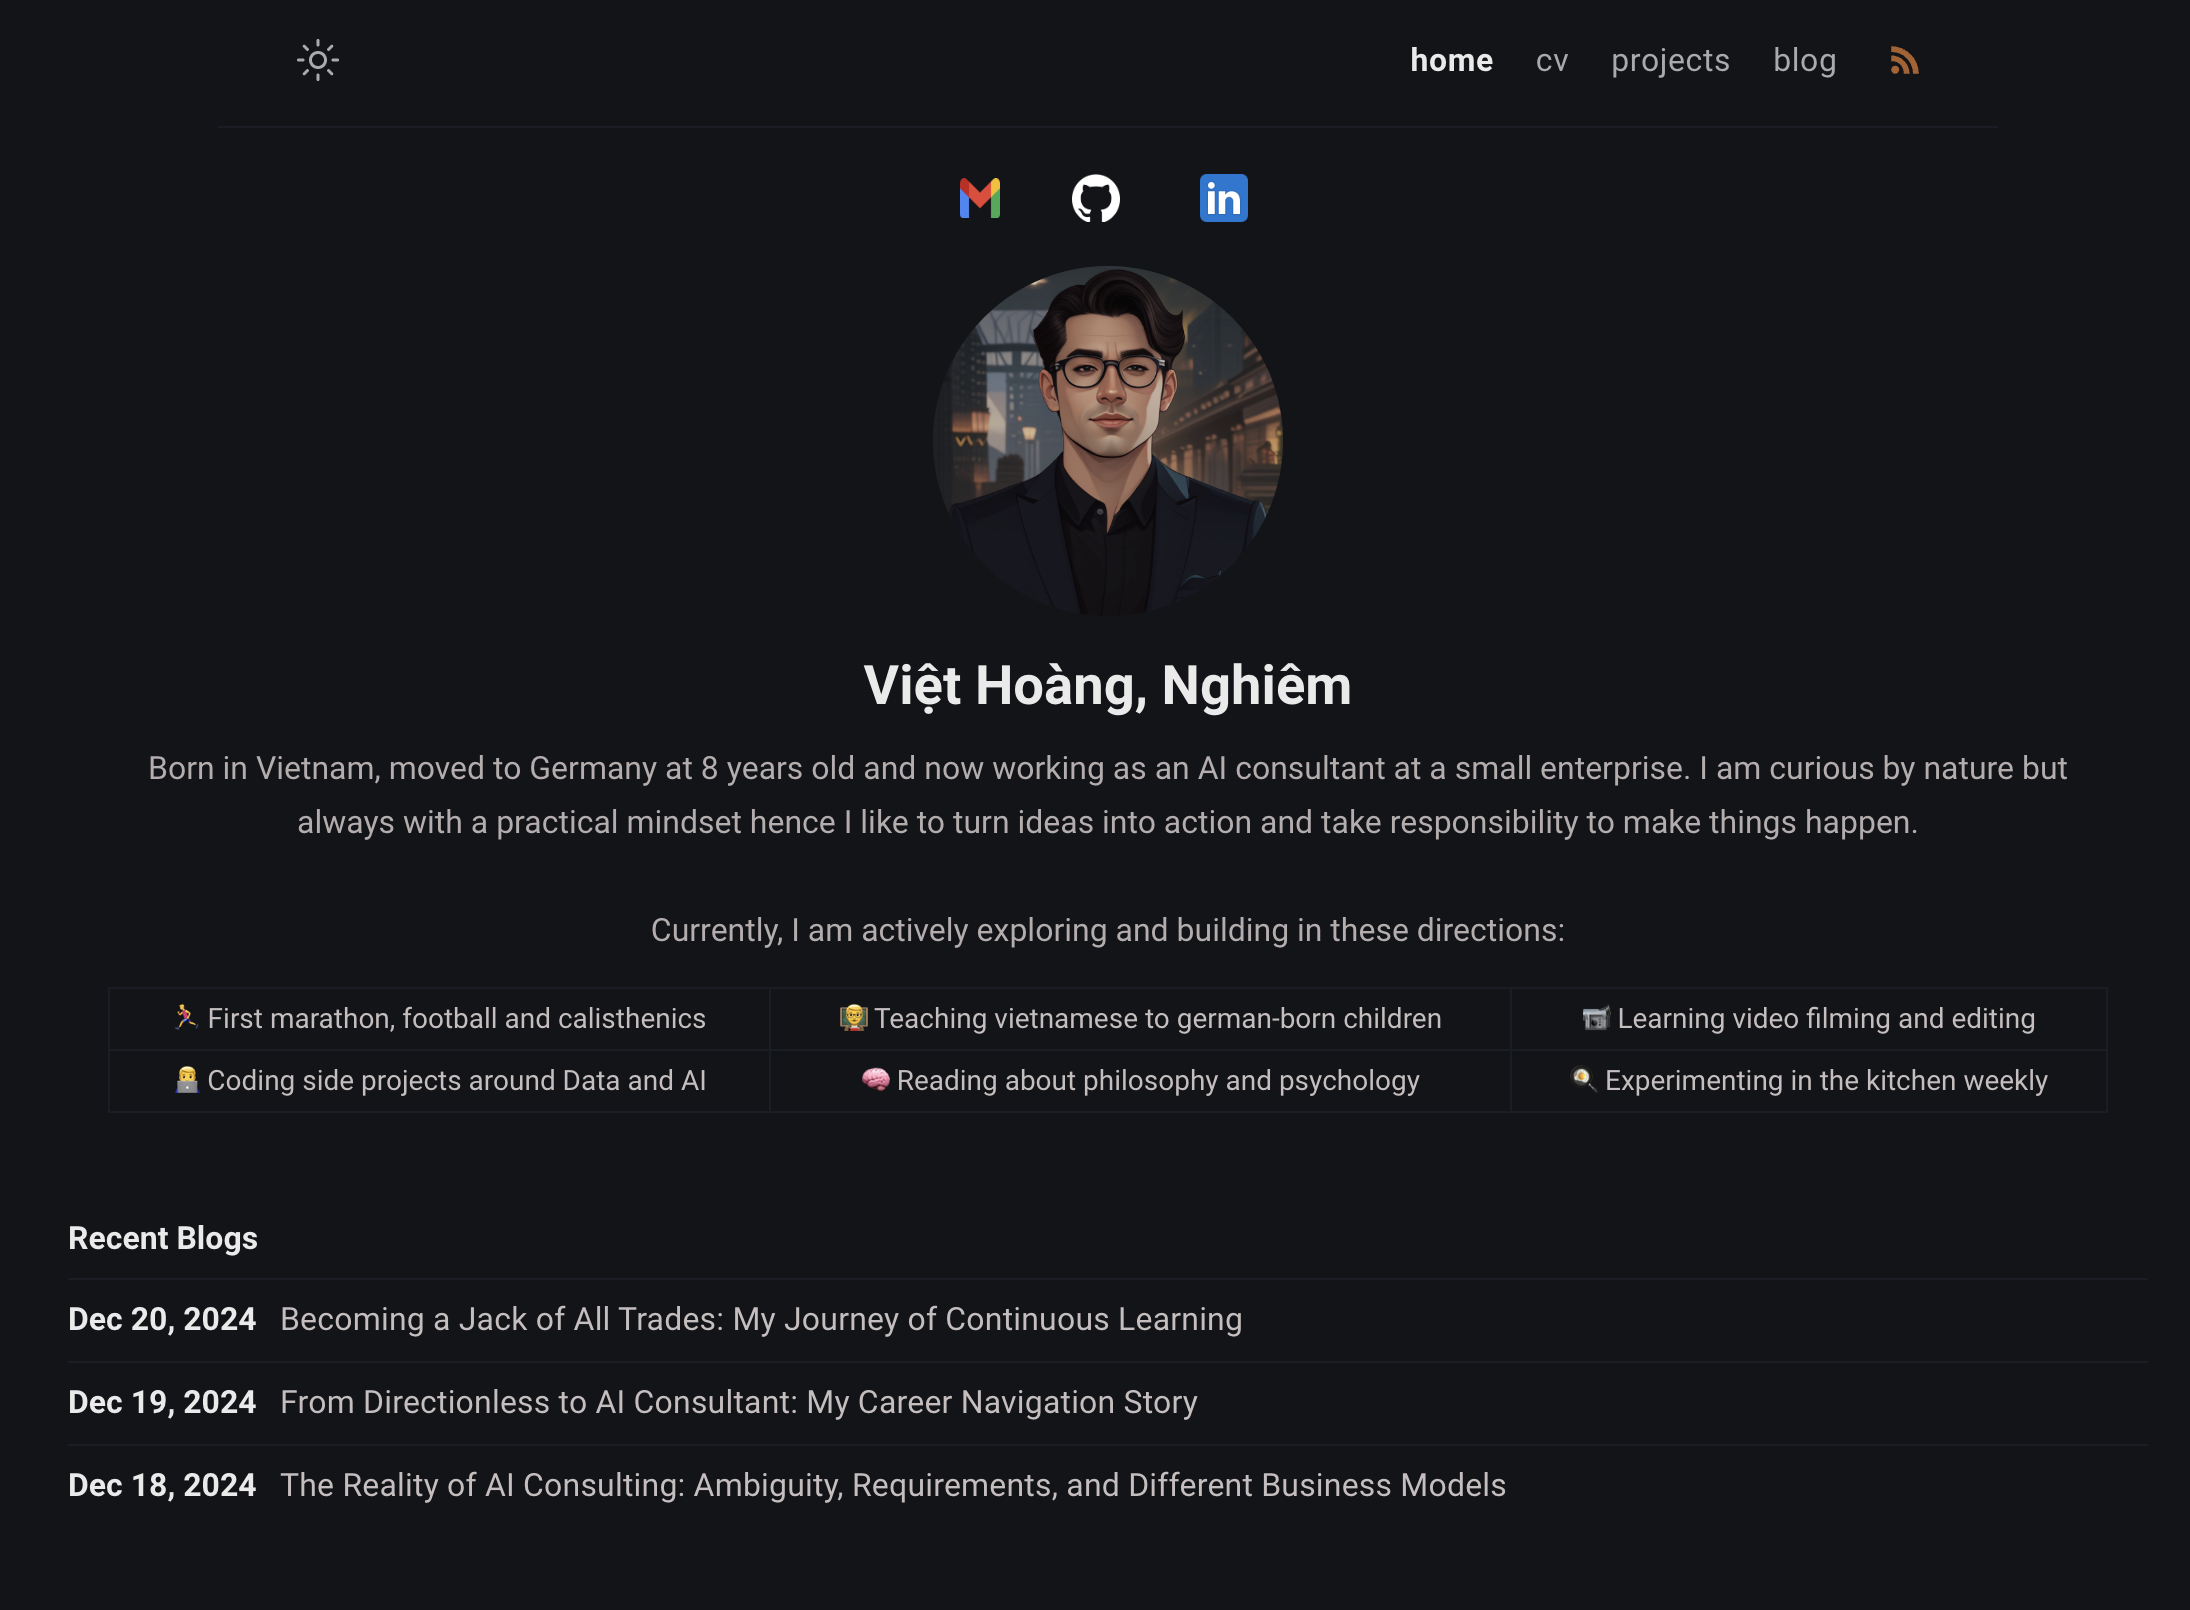 home cv projects blog
Việt Hoàng, Nghiêm
Born in Vietnam, moved to Germany at 8 years old and now working as an AI consultant at a small enterprise. I am curious by nature but
always with a practical mindset hence I like to turn ideas into action and take responsibility to make things happen.
Currently, I am actively exploring and building in these directions:
🏃‍♂️ First marathon, football and calisthenics 👨‍🏫 Teaching vietnamese to german-born children 📹 Learning video filming and editing
👨‍💻 Coding side projects around Data and AI 🧠 Reading about philosophy and psychology 🍳 Experimenting in the kitchen weekly
Recent Blogs
Dec 20, 2024 Becoming a Jack of All Trades: My Journey of Continuous Learning
Dec 19, 2024 From Directionless to AI Consultant: My Career Navigation Story
Dec 18, 2024 The Reality of AI Consulting: Ambiguity, Requirements, and Different Business Models